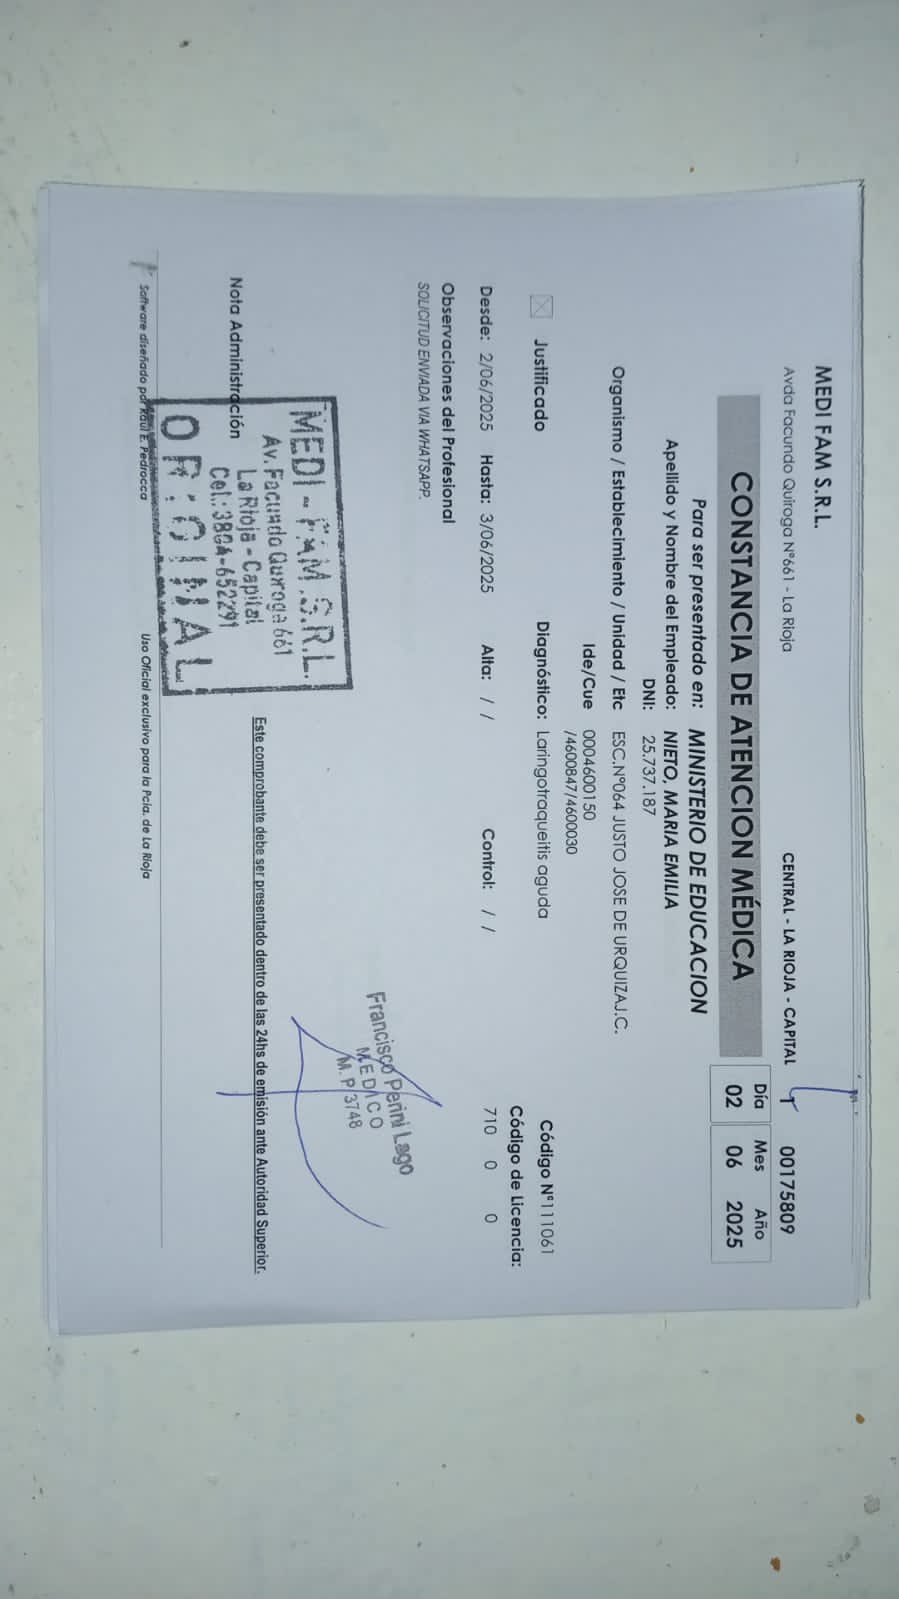 MEDI FAM S.R.L.
Avda Facundo Quiroga Nº661 - La Rioja
CENTRAL - LA RIOJA - CAPITAL 1 00175809
CONSTANCIA DE ATENCION MÉDICA
Día Mes Año
02 06 2025
Para ser presentado en: MINISTERIO DE EDUCACION
Apellido y Nombre del Empleado: NIETO, MARIA EMILIA
DNI: 25.737.187
Organismo / Establecimiento / Unidad / Etc ESC.Nº064 JUSTO JOSE DE URQUIZAJ.C.
Ide/Cue 0004600150
/4600847/4600030
Justificado
Diagnóstico: Laringotraqueitis aguda
Código Nº111061
Código de Licencia:
Desde: 2/06/2025 Hasta: 3/06/2025 Alta: / / Control: / / 710 0 0
Observaciones del Profesional
SOLICITUD ENVIADA VIA WHATSAPP.
Francisco Perini Lago
MEDICO
M. P. 3748
MEDI - FAM S.R.L.
Av. Facundo Quiroga 661
La Rioja - Capital
Cel.: 3804-652291
ORIGINAL
Nota Administración
Este comprobante debe ser presentado dentro de las 24hs de emisión ante Autoridad Superior.
Software diseñado por Raul E. Pedrocca
Uso Oficial exclusivo para la Pcia. de La Rioja